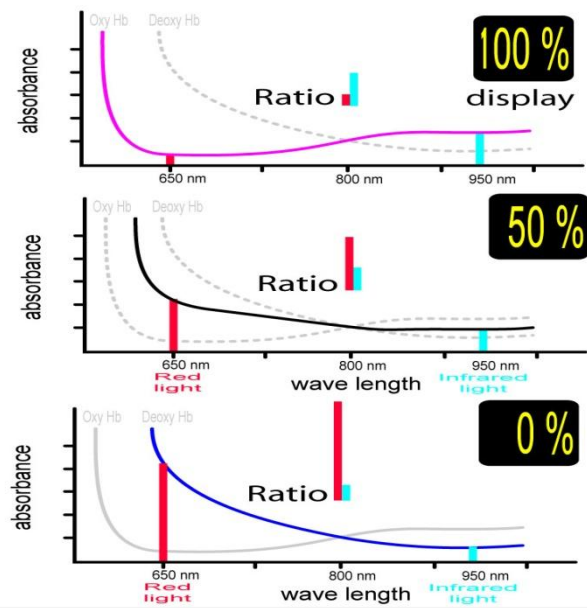 Oxy Hb Deoxy Hb
100 %
display
absorbance
Ratio
650 nm 800 nm 950 nm
Oxy Hb Deoxy Hb
50 %
absorbance
Ratio
650 nm 800 nm 950 nm
Red light
wave length
Infrared light
Oxy Hb Deoxy Hb
0 %
absorbance
Ratio
650 nm 800 nm 950 nm
Red light
wave length
Infrared light